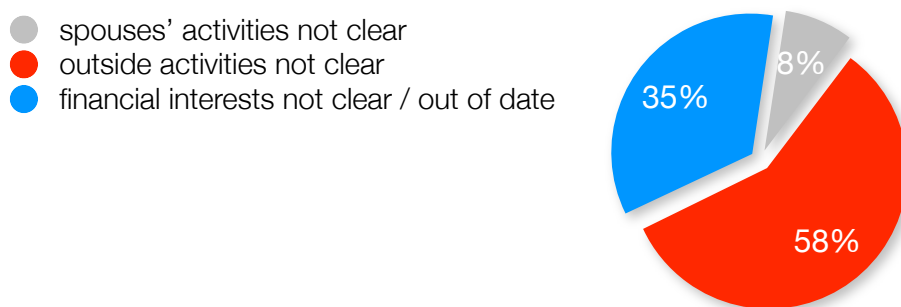 spouses’ activities not clear
outside activities not clear
financial interests not clear / out of date
8%
35%
58%